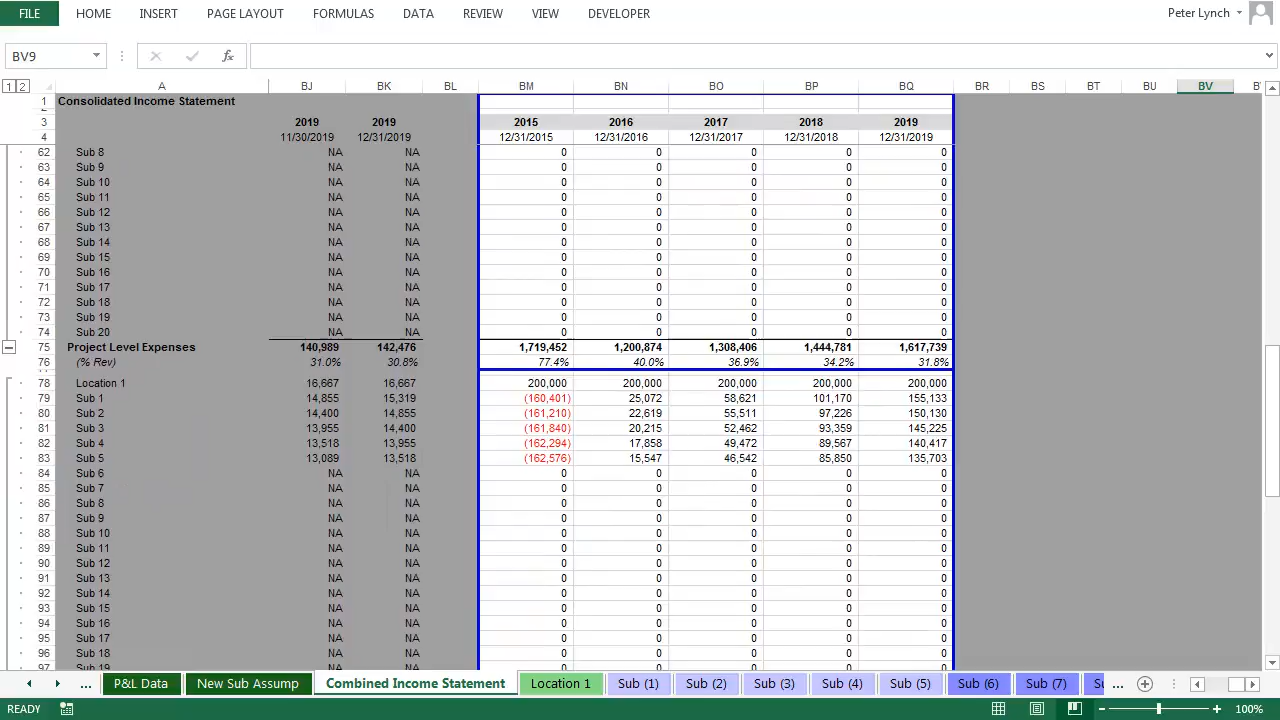 FILE HOME INSERT PAGE LAYOUT FORMULAS DATA REVIEW VIEW DEVELOPER Peter Lynch
BV9 fx
1 2 A BJ BK BL BM BN BO BP BQ BR BS BT BU BV
1 Consolidated Income Statement
3 2019 2019 2015 2016 2017 2018 2019
4 11/30/2019 12/31/2019 12/31/2015 12/31/2016 12/31/2017 12/31/2018 12/31/2019
62 Sub 8 NA NA 0 0 0 0 0
63 Sub 9 NA NA 0 0 0 0 0
64 Sub 10 NA NA 0 0 0 0 0
65 Sub 11 NA NA 0 0 0 0 0
66 Sub 12 NA NA 0 0 0 0 0
67 Sub 13 NA NA 0 0 0 0 0
68 Sub 14 NA NA 0 0 0 0 0
69 Sub 15 NA NA 0 0 0 0 0
70 Sub 16 NA NA 0 0 0 0 0
71 Sub 17 NA NA 0 0 0 0 0
72 Sub 18 NA NA 0 0 0 0 0
73 Sub 19 NA NA 0 0 0 0 0
74 Sub 20 NA NA 0 0 0 0 0
75 Project Level Expenses 140,989 142,476 1,719,452 1,200,874 1,308,406 1,444,781 1,617,739
76 (% Rev) 31.0% 30.8% 77.4% 40.0% 36.9% 34.2% 31.8%
78 Location 1 16,667 16,667 200,000 200,000 200,000 200,000 200,000
79 Sub 1 14,855 15,319 (160,401) 25,072 58,621 101,170 155,133
80 Sub 2 14,400 14,855 (161,210) 22,619 55,511 97,226 150,130
81 Sub 3 13,955 14,400 (161,840) 20,215 52,462 93,359 145,225
82 Sub 4 13,518 13,955 (162,294) 17,858 49,472 89,567 140,417
83 Sub 5 13,089 13,518 (162,576) 15,547 46,542 85,850 135,703
84 Sub 6 NA NA 0 0 0 0 0
85 Sub 7 NA NA 0 0 0 0 0
86 Sub 8 NA NA 0 0 0 0 0
87 Sub 9 NA NA 0 0 0 0 0
88 Sub 10 NA NA 0 0 0 0 0
89 Sub 11 NA NA 0 0 0 0 0
90 Sub 12 NA NA 0 0 0 0 0
91 Sub 13 NA NA 0 0 0 0 0
92 Sub 14 NA NA 0 0 0 0 0
93 Sub 15 NA NA 0 0 0 0 0
94 Sub 16 NA NA 0 0 0 0 0
95 Sub 17 NA NA 0 0 0 0 0
96 Sub 18 NA NA 0 0 0 0 0
97 Sub 19 NA NA 0 0 0 0 0
... P&L Data New Sub Assump Combined Income Statement Location 1 Sub (1) Sub (2) Sub (3) Sub (4) Sub (5) Sub (6) Sub (7) ...
READY 100%